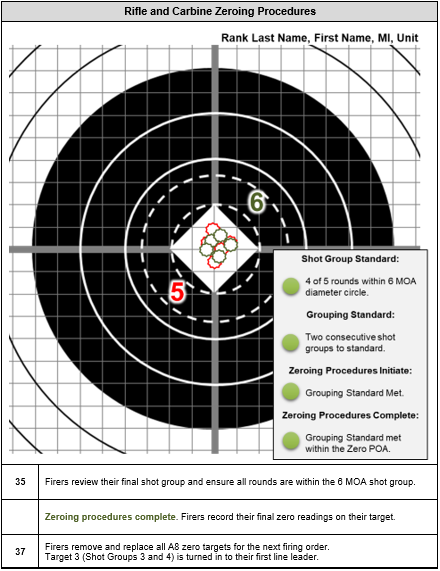 Rifle and Carbine Zeroing Procedures
Rank Last Name, First Name, MI, Unit
6
5
Shot Group Standard:
4 of 5 rounds within 6 MOA
diameter circle.
Grouping Standard:
Two consecutive shot
groups to standard.
Zeroing Procedures Initiate:
Grouping Standard Met.
Zeroing Procedures Complete:
Grouping Standard met
within the Zero POA.
35 Firers review their final shot group and ensure all rounds are within the 6 MOA shot group.
Zeroing procedures complete. Firers record their final zero readings on their target.
37 Firers remove and replace all A8 zero targets for the next firing order.
Target 3 (Shot Groups 3 and 4) is turned in to their first line leader.